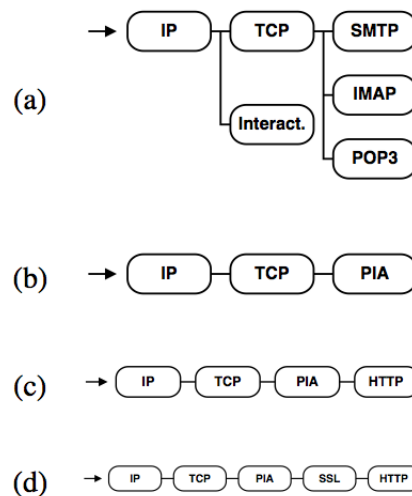 IP TCP SMTP
(a) IMAP
Interact.
POP3
(b) IP TCP PIA
(c) IP TCP PIA HTTP
(d) IP TCP PIA SSL HTTP